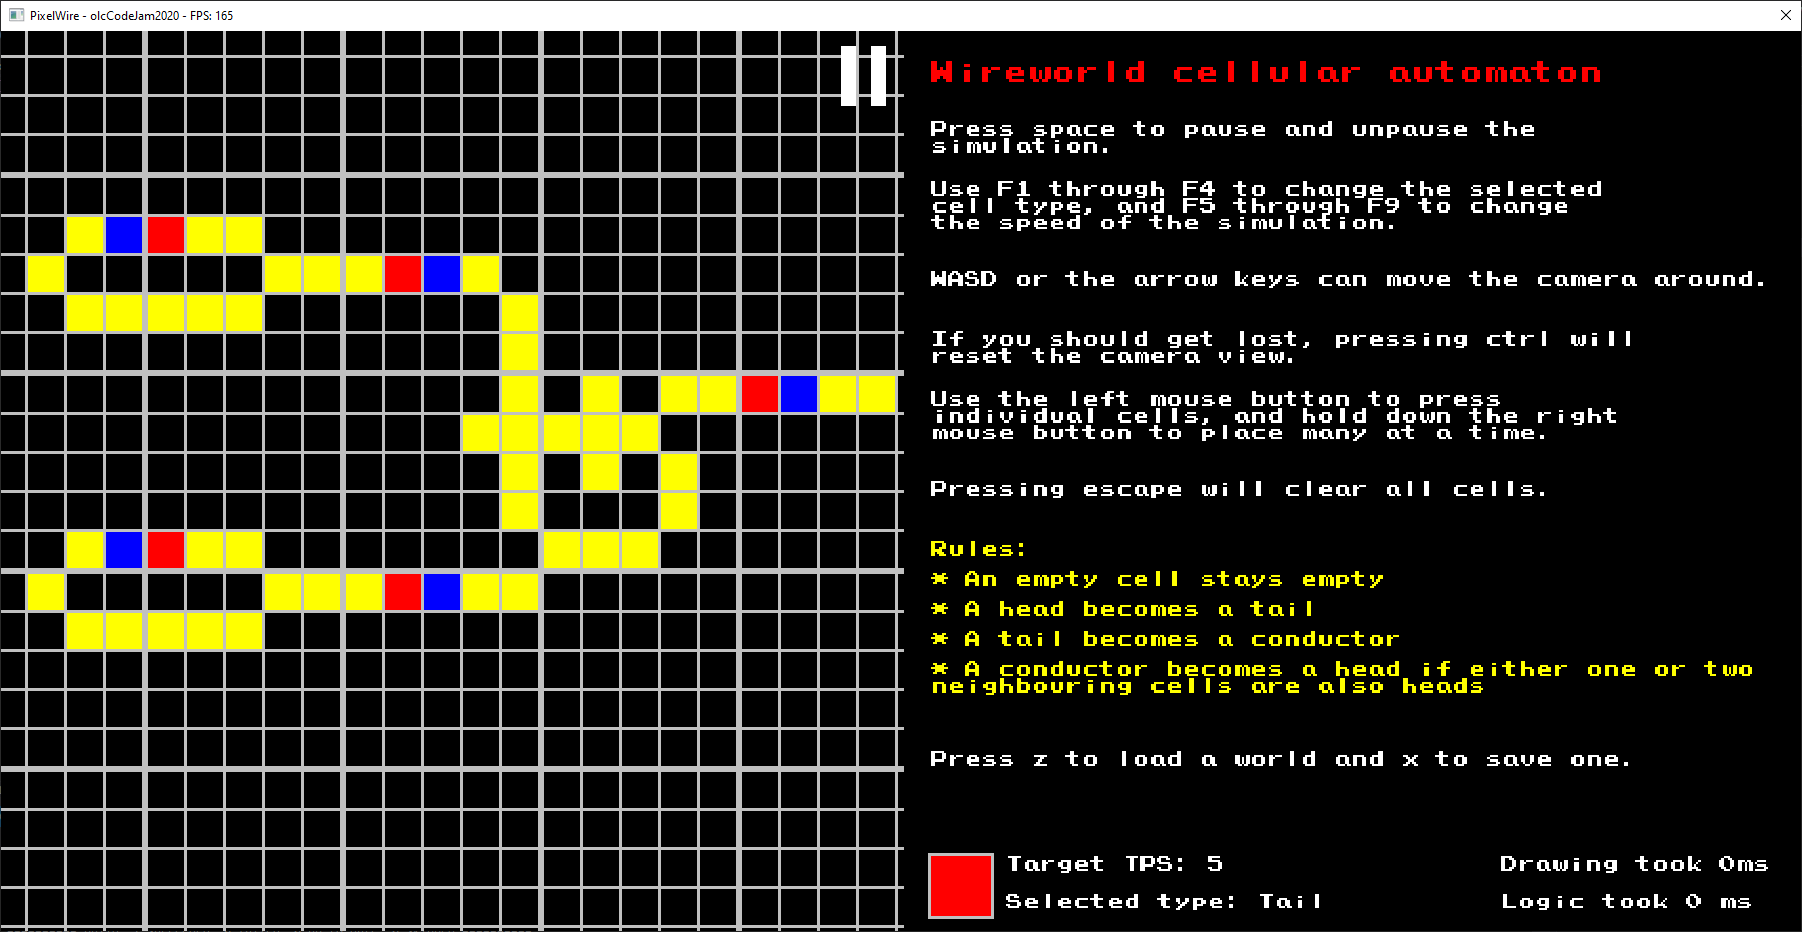 PixelWire - olcCodeJam2020 - FPS: 165
Wireworld cellular automaton
Press space to pause and unpause the
simulation.
Use F1 through F4 to change the selected
cell type, and F5 through F9 to change
the speed of the simulation.
WASD or the arrow keys can move the camera around.
If you should get lost, pressing ctrl will
reset the camera view.
Use the left mouse button to press
individual cells, and hold down the right
mouse button to place many at a time.
Pressing escape will clear all cells.
Rules:
* An empty cell stays empty
* A head becomes a tail
* A tail becomes a conductor
* A conductor becomes a head if either one or two
neighbouring cells are also heads
Press z to load a world and x to save one.
Target TPS: 5
Drawing took 0ms
Selected type: Tail
Logic took 0 ms